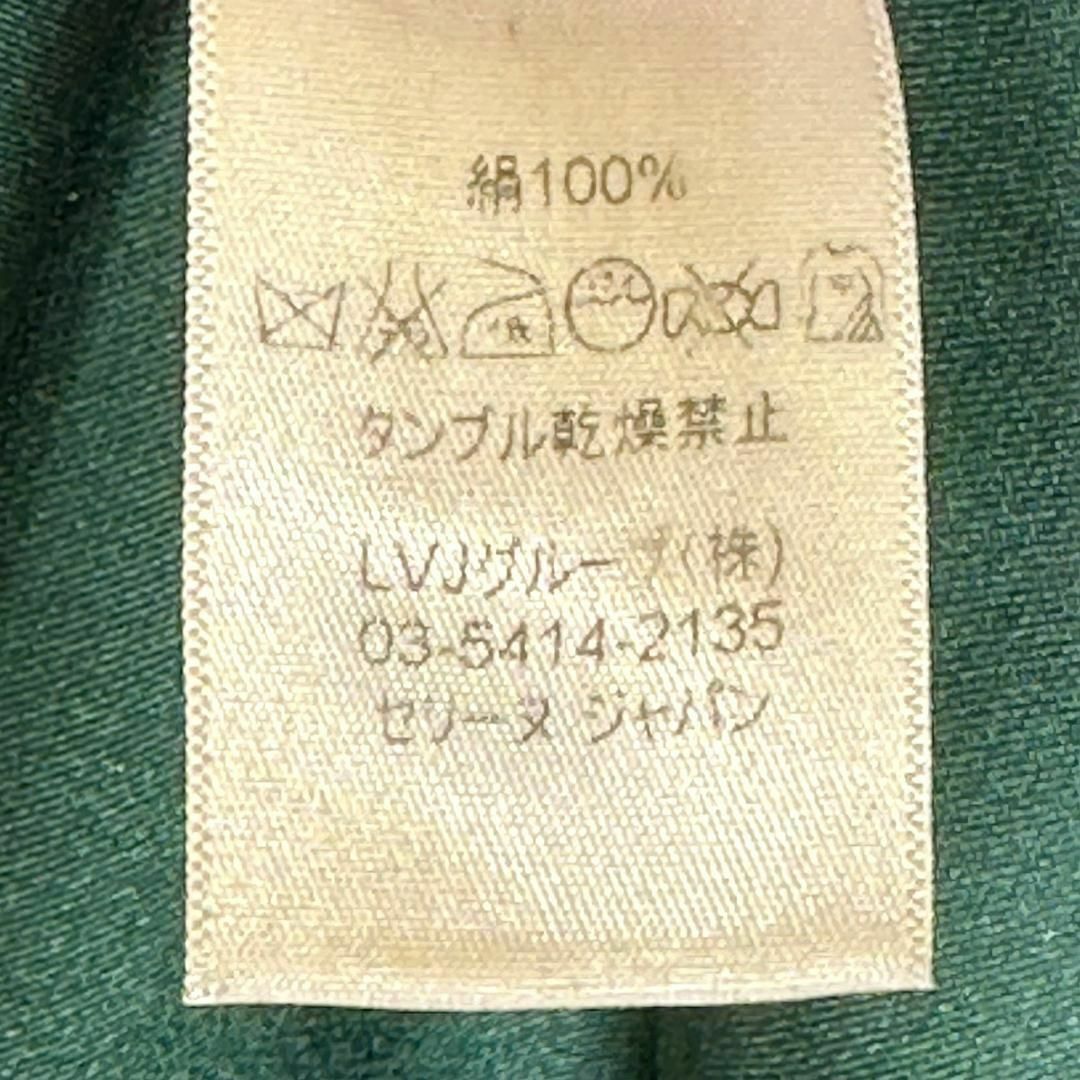 絹100%
タンブル乾燥禁止
LVJグループ(株)
03-5414-2135
セリーヌ ジャパン